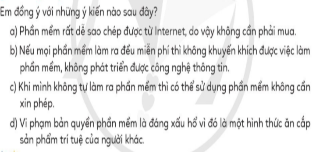 Em đồng ý với những ý kiến nào sau đây?
a) Phần mềm rất dễ sao chép được từ Internet, do vậy không cần phải mua.
b) Nếu mọi phần mềm làm ra đều miễn phí thì không khuyến khích được việc làm
phần mềm, không phát triển được công nghệ thông tin.
c) Khi mình không tự làm ra phần mềm thì có thể sử dụng phần mềm không cần
xin phép.
d) Vi phạm bản quyền phần mềm là đáng xấu hổ vì đó là một hình thức ăn cắp
sản phẩm trí tuệ của người khác.